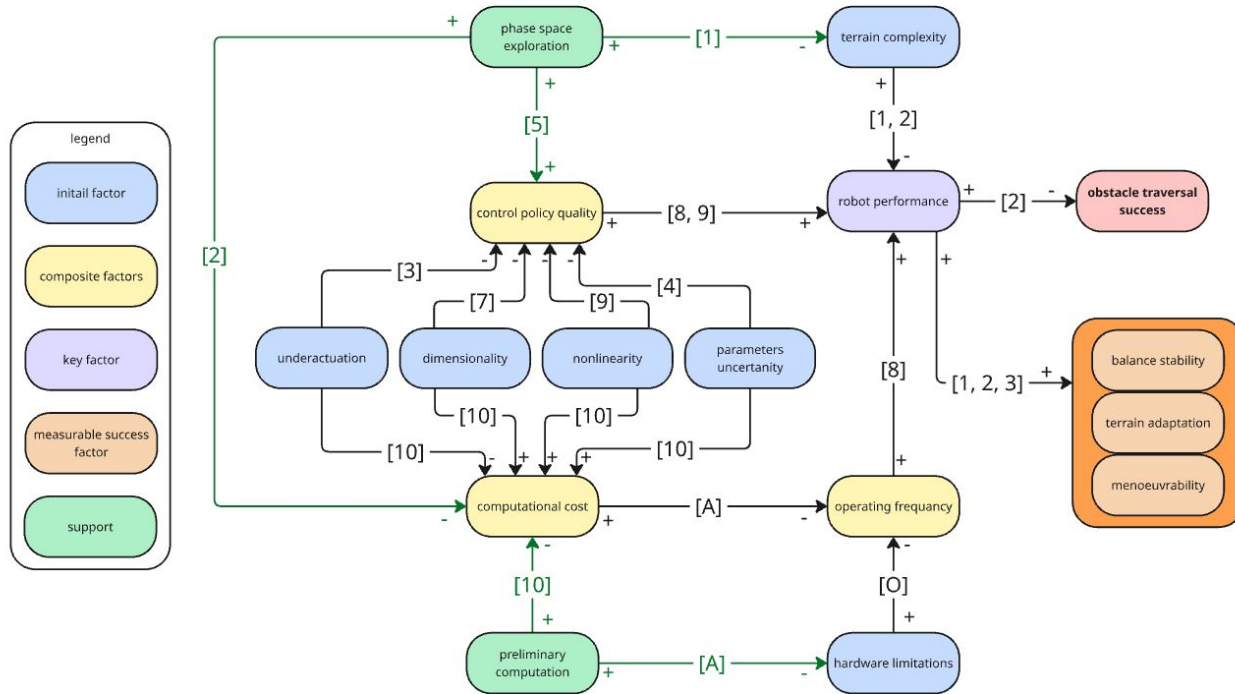 +
phase space
exploration
+
[1]
-
terrain complexity
+
+
[5]
[1, 2]
legend
initail factor
+
-
control policy quality
+
[8, 9]
+
robot performance
+
[2]
-
obstacle traversal
success
[2]
composite factors
-
-
-
-
+
+
[3]
[7]
[9]
[4]
underactuation
dimensionality
nonlinearity
parameters
uncertanity
key factor
[8]
[1, 2, 3]
+
balance stability
terrain adaptation
menoeuvrability
measurable success
factor
[10]
[10]
[10]
[10]
-
+
+
+
+
support
-
computational cost
+
[A]
-
operating frequancy
-
-
[10]
[O]
+
+
preliminary
computation
+
[A]
-
hardware limitations